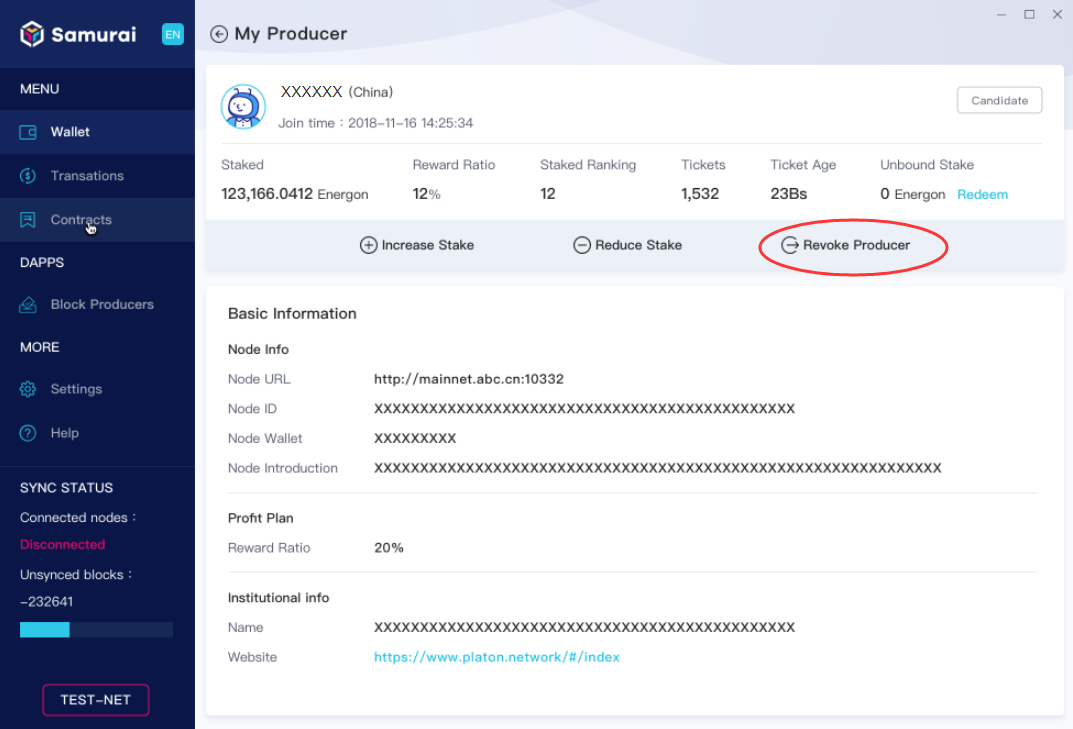 Samurai EN
MENU
Wallet
Transations
Contracts
DAPPS
Block Producers
MORE
Settings
Help
SYNC STATUS
Connected nodes :
Disconnected
Unsynced blocks :
-232641
TEST-NET
My Producer
XXXXXX (China)
Join time : 2018-11-16 14:25:34
Candidate
Staked Reward Ratio Staked Ranking Tickets Ticket Age Unbound Stake
123,166.0412 Energon 12% 12 1,532 23Bs 0 Energon Redeem
Increase Stake Reduce Stake Revoke Producer
Basic Information
Node Info
Node URL http://mainnet.abc.cn:10332
Node ID XXXXXXXXXXXXXXXXXXXXXXXXXXXXXXXXXXXXXXXXXXXXXX
Node Wallet XXXXXXXXX
Node Introduction XXXXXXXXXXXXXXXXXXXXXXXXXXXXXXXXXXXXXXXXXXXXXXXXXXXXXXXXXXXXXX
Profit Plan
Reward Ratio 20%
Institutional info
Name XXXXXXXXXXXXXXXXXXXXXXXXXXXXXXXXXXXXXXXXXXXXXX
Website https://www.platon.network/#/index